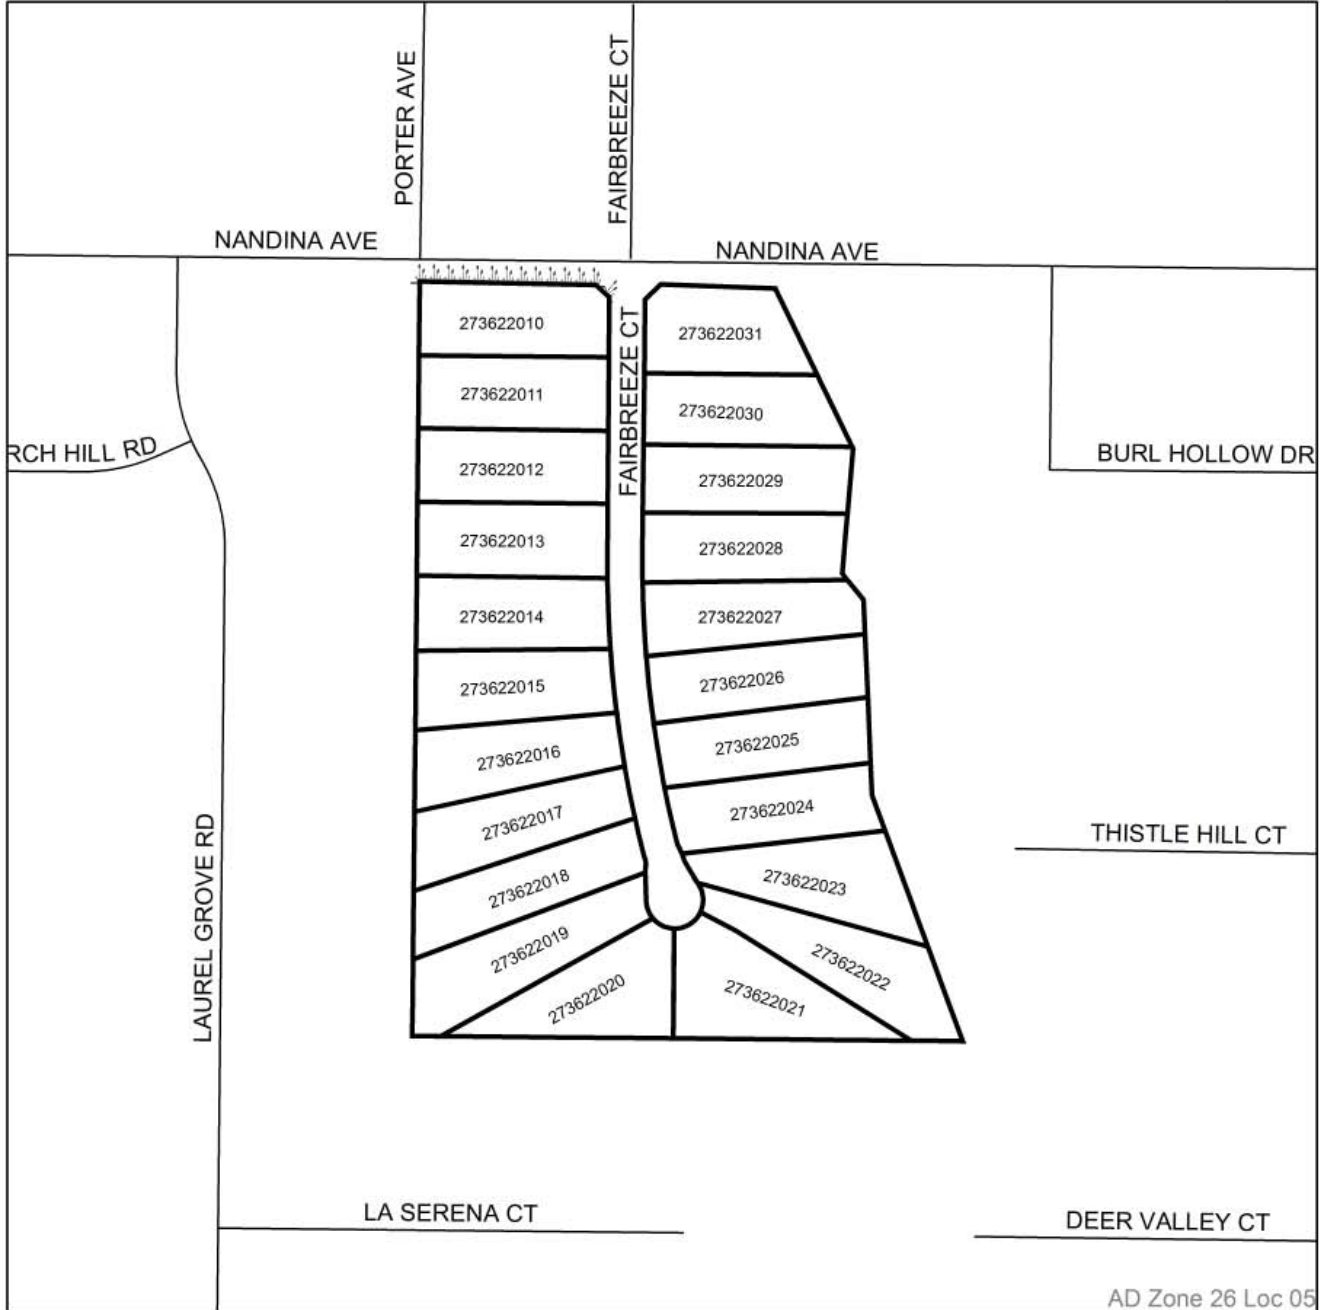 PORTER AVE
FAIRBREEZE CT
NANDINA AVE
NANDINA AVE
273622010
273622031
FAIRBREEZE CT
273622011
273622030
RCH HILL RD
BURL HOLLOW DR
273622012
273622029
273622013
273622028
273622014
273622027
273622015
273622026
273622016
273622025
273622017
273622024
THISTLE HILL CT
LAUREL GROVE RD
273622018
273622023
273622019
273622022
273622020
273622021
LA SERENA CT
DEER VALLEY CT
AD Zone 26 Loc 05